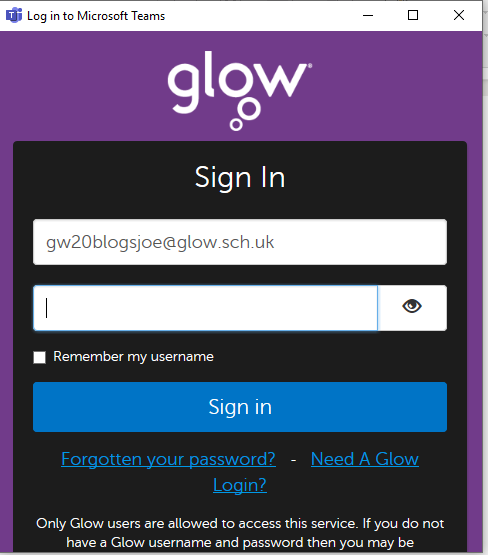 Log in to Microsoft Teams
glow
Sign In
gw20blogsjoe@glow.sch.uk
Remember my username
Sign in
Forgotten your password? - Need A Glow
Login?
Only Glow users are allowed to access this service. If you do not
have a Glow username and password then you may be